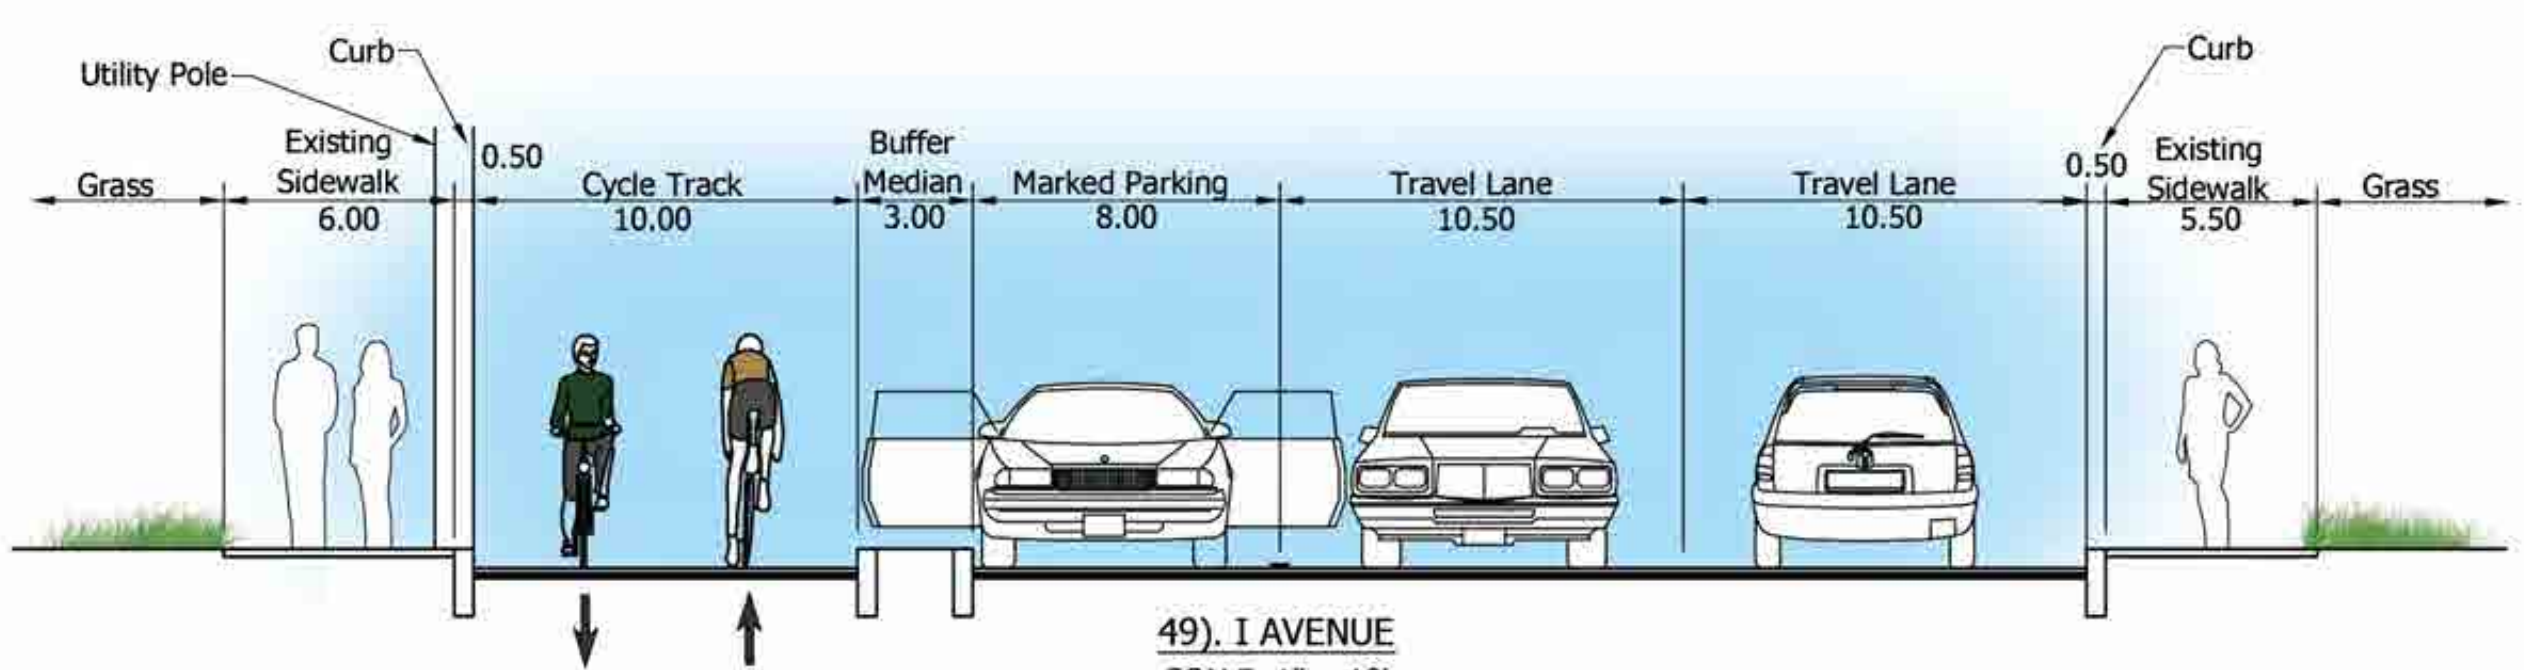 Curb
Curb
Utility Pole
Existing
Sidewalk
6.00
0.50
Buffer
Median
3.00
0.50
Existing
Sidewalk
5.50
Grass
Cycle Track
10.00
Marked Parking
8.00
Travel Lane
10.50
Travel Lane
10.50
Grass
49). I AVENUE